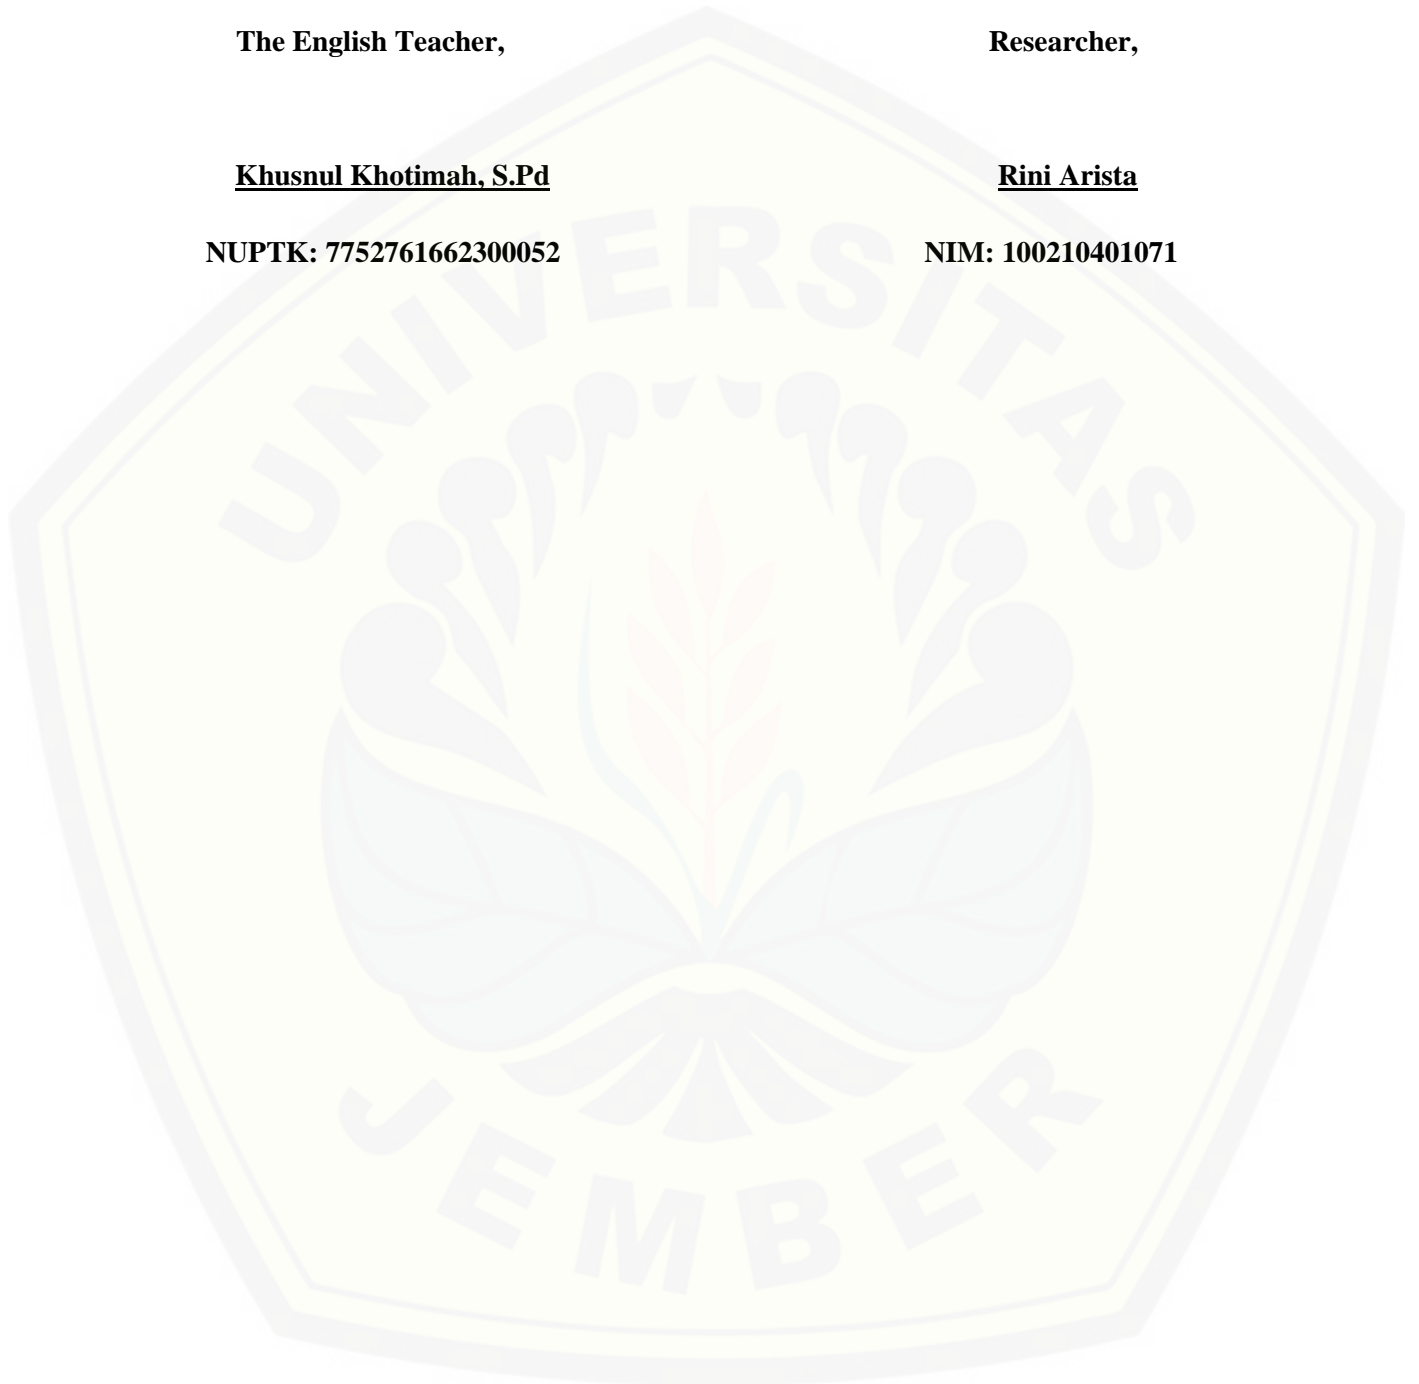 The English Teacher, Researcher,
Khusnul Khotimah, S.Pd Rini Arista
NUPTK: 7752761662300052 NIM: 100210401071
UNIVERSITAS
JEMBER